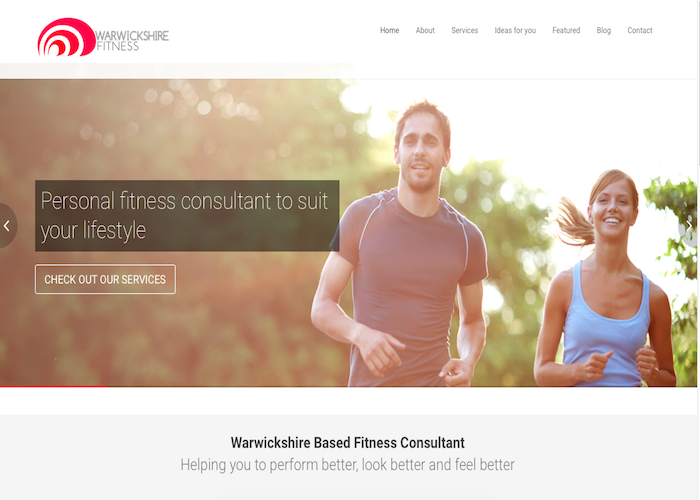 WARWICKSHIRE
FITNESS
Home About Services Ideas for you Featured Blog Contact
Personal fitness consultant to suit
your lifestyle
CHECK OUT OUR SERVICES
Warwickshire Based Fitness Consultant
Helping you to perform better, look better and feel better